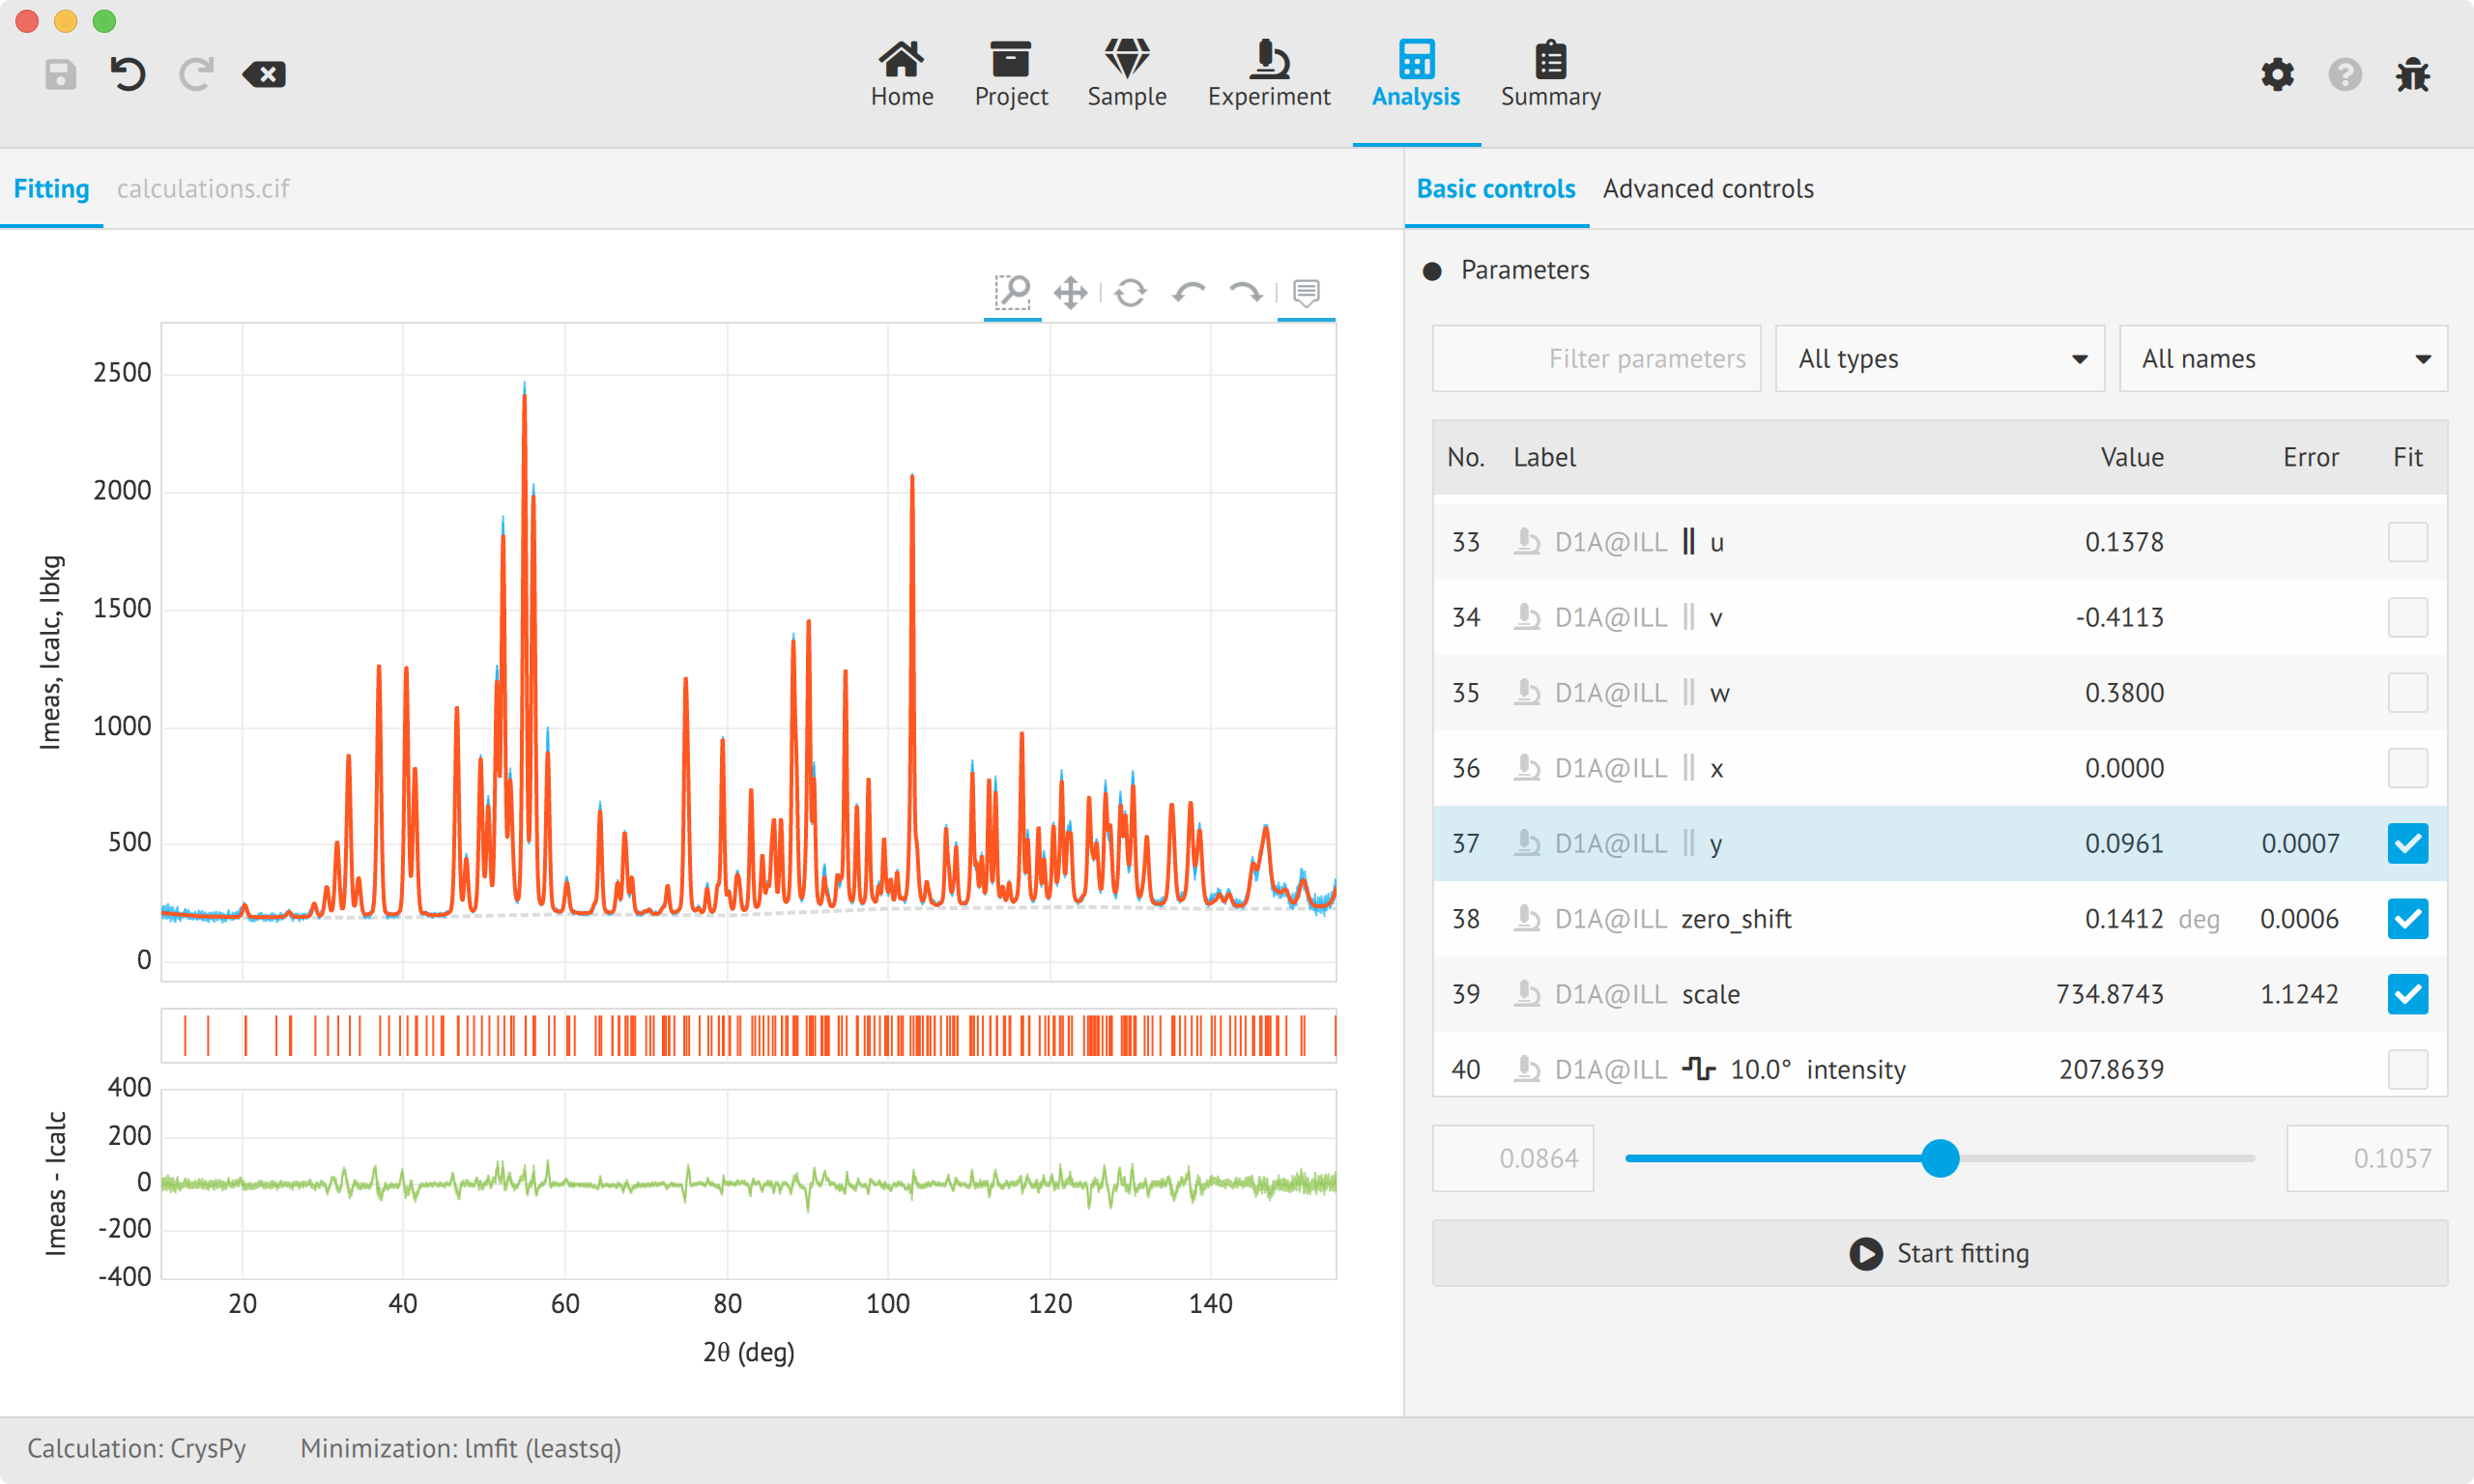 Home Project Sample Experiment Analysis Summary
Fitting calculations.cif
Basic controls Advanced controls
Parameters
Filter parameters All types All names
No. Label Value Error Fit
33 D1A@ILL u 0.1378
34 D1A@ILL v -0.4113
35 D1A@ILL w 0.3800
36 D1A@ILL x 0.0000
37 D1A@ILL y 0.0961 0.0007
38 D1A@ILL zero_shift 0.1412 deg 0.0006
39 D1A@ILL scale 734.8743 1.1242
40 D1A@ILL 10.0° intensity 207.8639
0.0864 0.1057
Start fitting
Imeas, Icalc, Ibkg
2500
2000
1500
1000
500
0
Imeas - Icalc
400
200
0
-200
-400
20 40 60 80 100 120 140
2θ (deg)
Calculation: CrysPy Minimization: lmfit (leastsq)